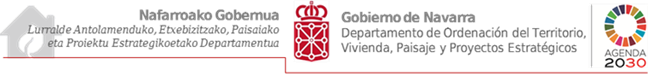 Nafarroako Gobernua
Lurralde Antolamenduko, Etxebizitzako, Paisaiako
eta Proiektu Estrategikoetako Departamentua
Gobierno de Navarra
Departamento de Ordenación del Territorio,
Vivienda, Paisaje y Proyectos Estratégicos
AGENDA
2030